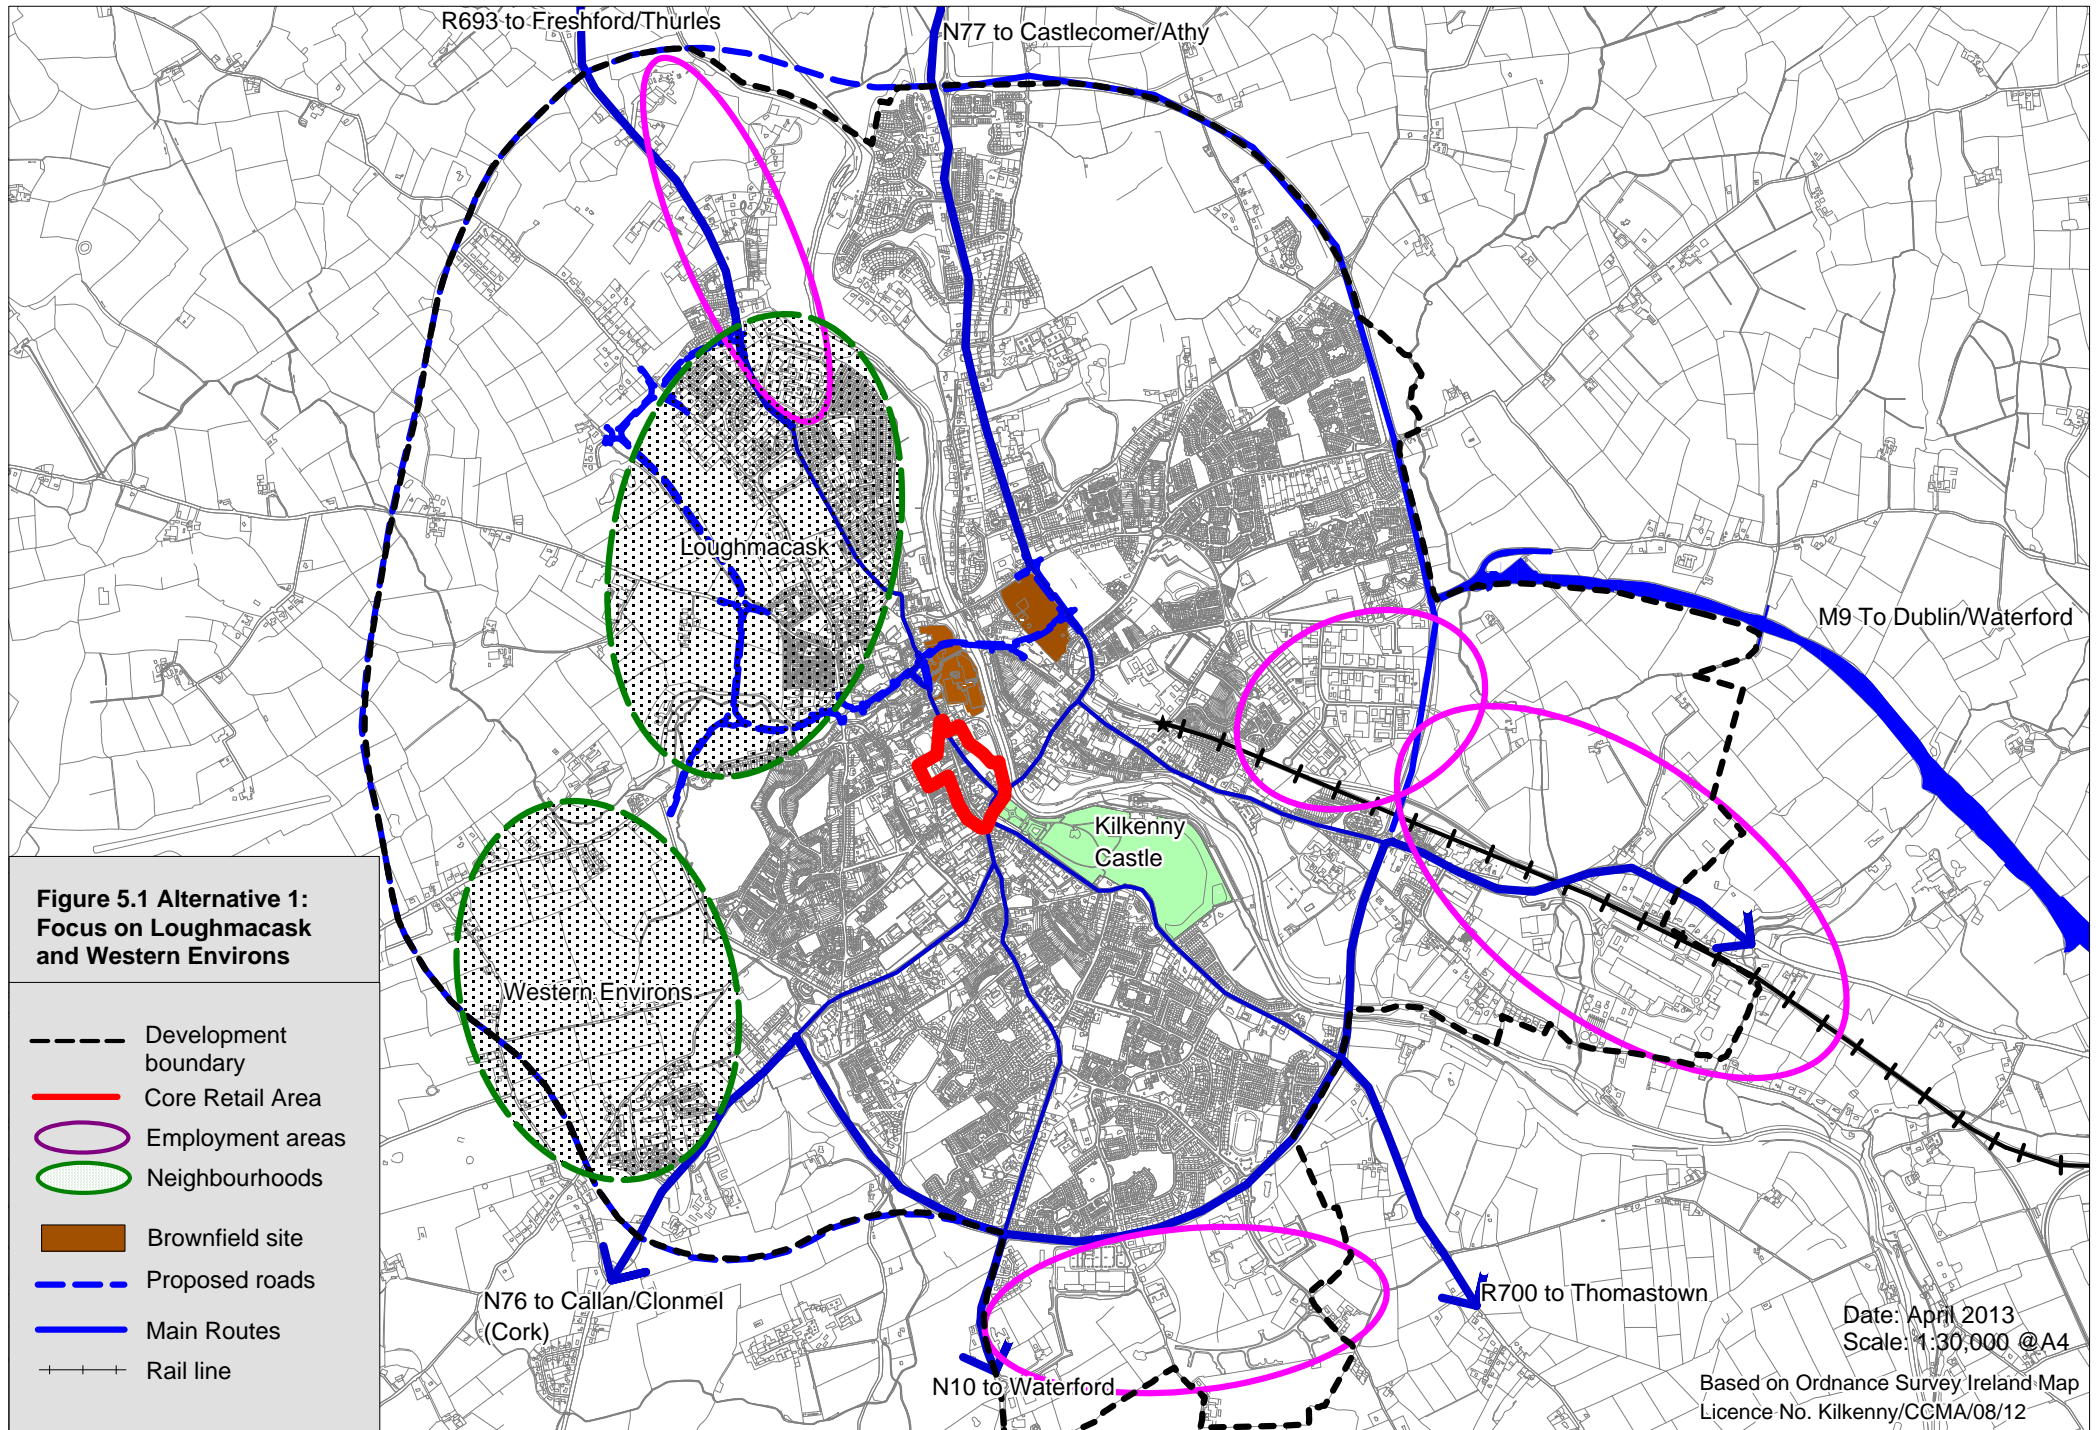 R693 to Freshford/Thurles
N77 to Castlecomer/Athy
Loughmacask
M9 To Dublin/Waterford
Kilkenny
Castle
Western Environs
Figure 5.1 Alternative 1:
Focus on Loughmacask
and Western Environs
Development
boundary
Core Retail Area
Employment areas
Neighbourhoods
Brownfield site
Proposed roads
Main Routes
Rail line
N76 to Callan/Clonmel
(Cork)
N10 to Waterford
R700 to Thomastown
Date: April 2013
Scale: 1:30,000 @A4
Based on Ordnance Survey Ireland Map
Licence No. Kilkenny/CCMA/08/12